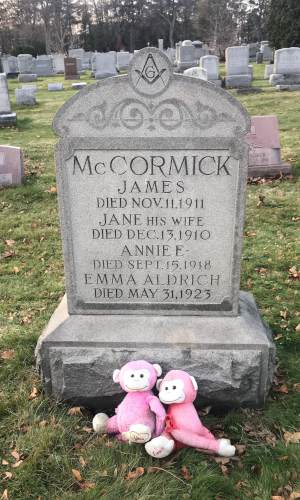 G
McCORMICK
JAMES
DIED NOV.11,1911
JANE HIS WIFE
DIED DEC.13,1910
ANNIE E.
DIED SEPT.15,1918
EMMA ALDRICH
DIED MAY 31,1923